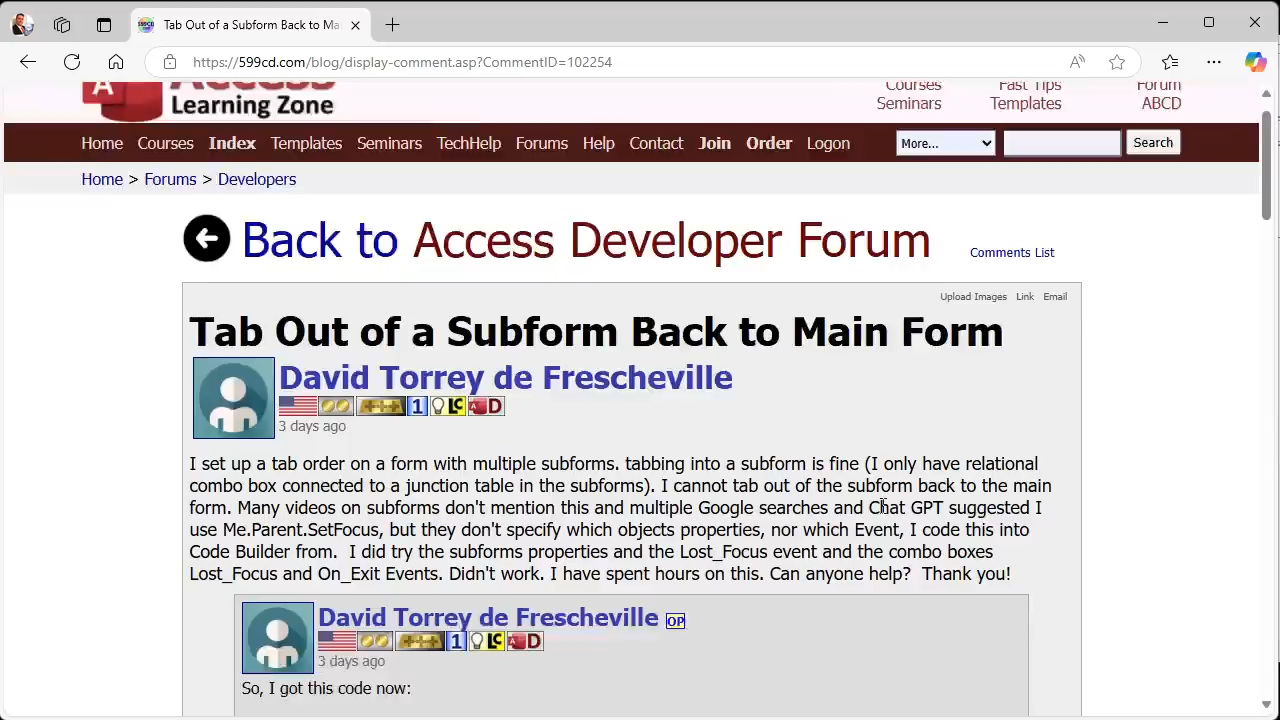 Tab Out of a Subform Back to Ma
https://599cd.com/blog/display-comment.asp?CommentID=102254
Access
Learning Zone
Courses
Seminars
Fast Tips
Templates
Forum
ABCD
Home Courses Index Templates Seminars TechHelp Forums Help Contact Join Order Logon More... Search
Home > Forums > Developers
Back to Access Developer Forum Comments List
Upload Images Link Email
Tab Out of a Subform Back to Main Form
David Torrey de Frescheville
1 LC D
3 days ago
I set up a tab order on a form with multiple subforms. tabbing into a subform is fine (I only have relational
combo box connected to a junction table in the subforms). I cannot tab out of the subform back to the main
form. Many videos on subforms don't mention this and multiple Google searches and Chat GPT suggested I
use Me.Parent.SetFocus, but they don't specify which objects properties, nor which Event, I code this into
Code Builder from. I did try the subforms properties and the Lost_Focus event and the combo boxes
Lost_Focus and On_Exit Events. Didn't work. I have spent hours on this. Can anyone help? Thank you!
David Torrey de Frescheville OP
1 LC D
3 days ago
So, I got this code now: